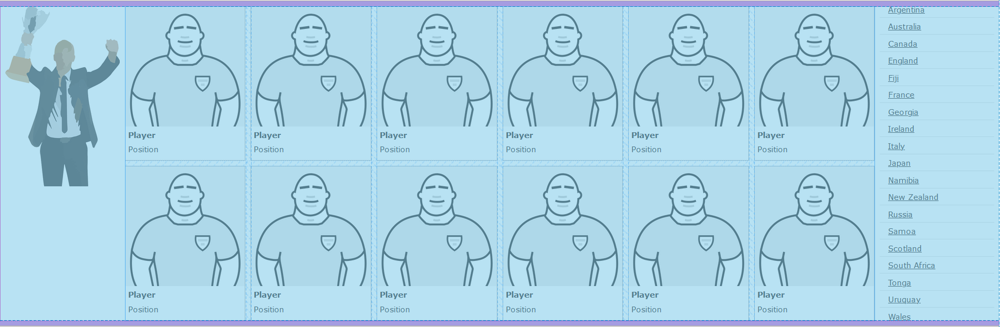 Player Player Player Player Player Player
Position Position Position Position Position Position
Player Player Player Player Player Player
Position Position Position Position Position Position
Argentina
Australia
Canada
England
Fiji
France
Georgia
Ireland
Italy
Japan
Namibia
New Zealand
Russia
Samoa
Scotland
South Africa
Tonga
Uruquay
Wales